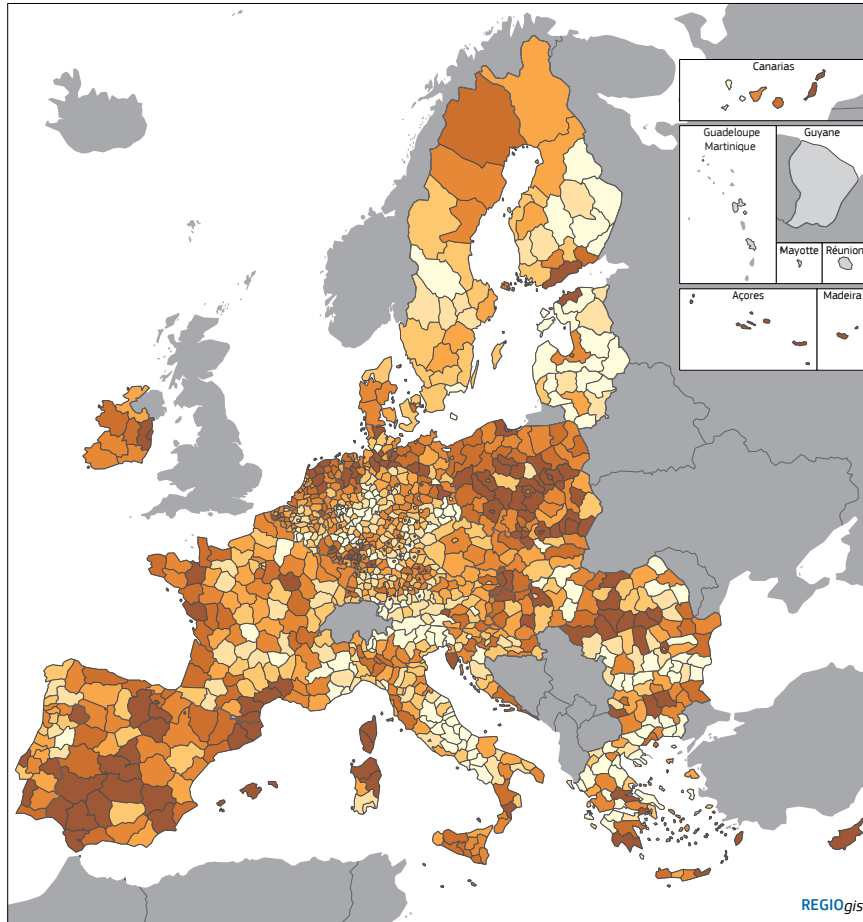 Canarias
Guadeloupe
Martinique
Guyane
Mayotte
Réunion
Açores
Madeira
REGIOgis